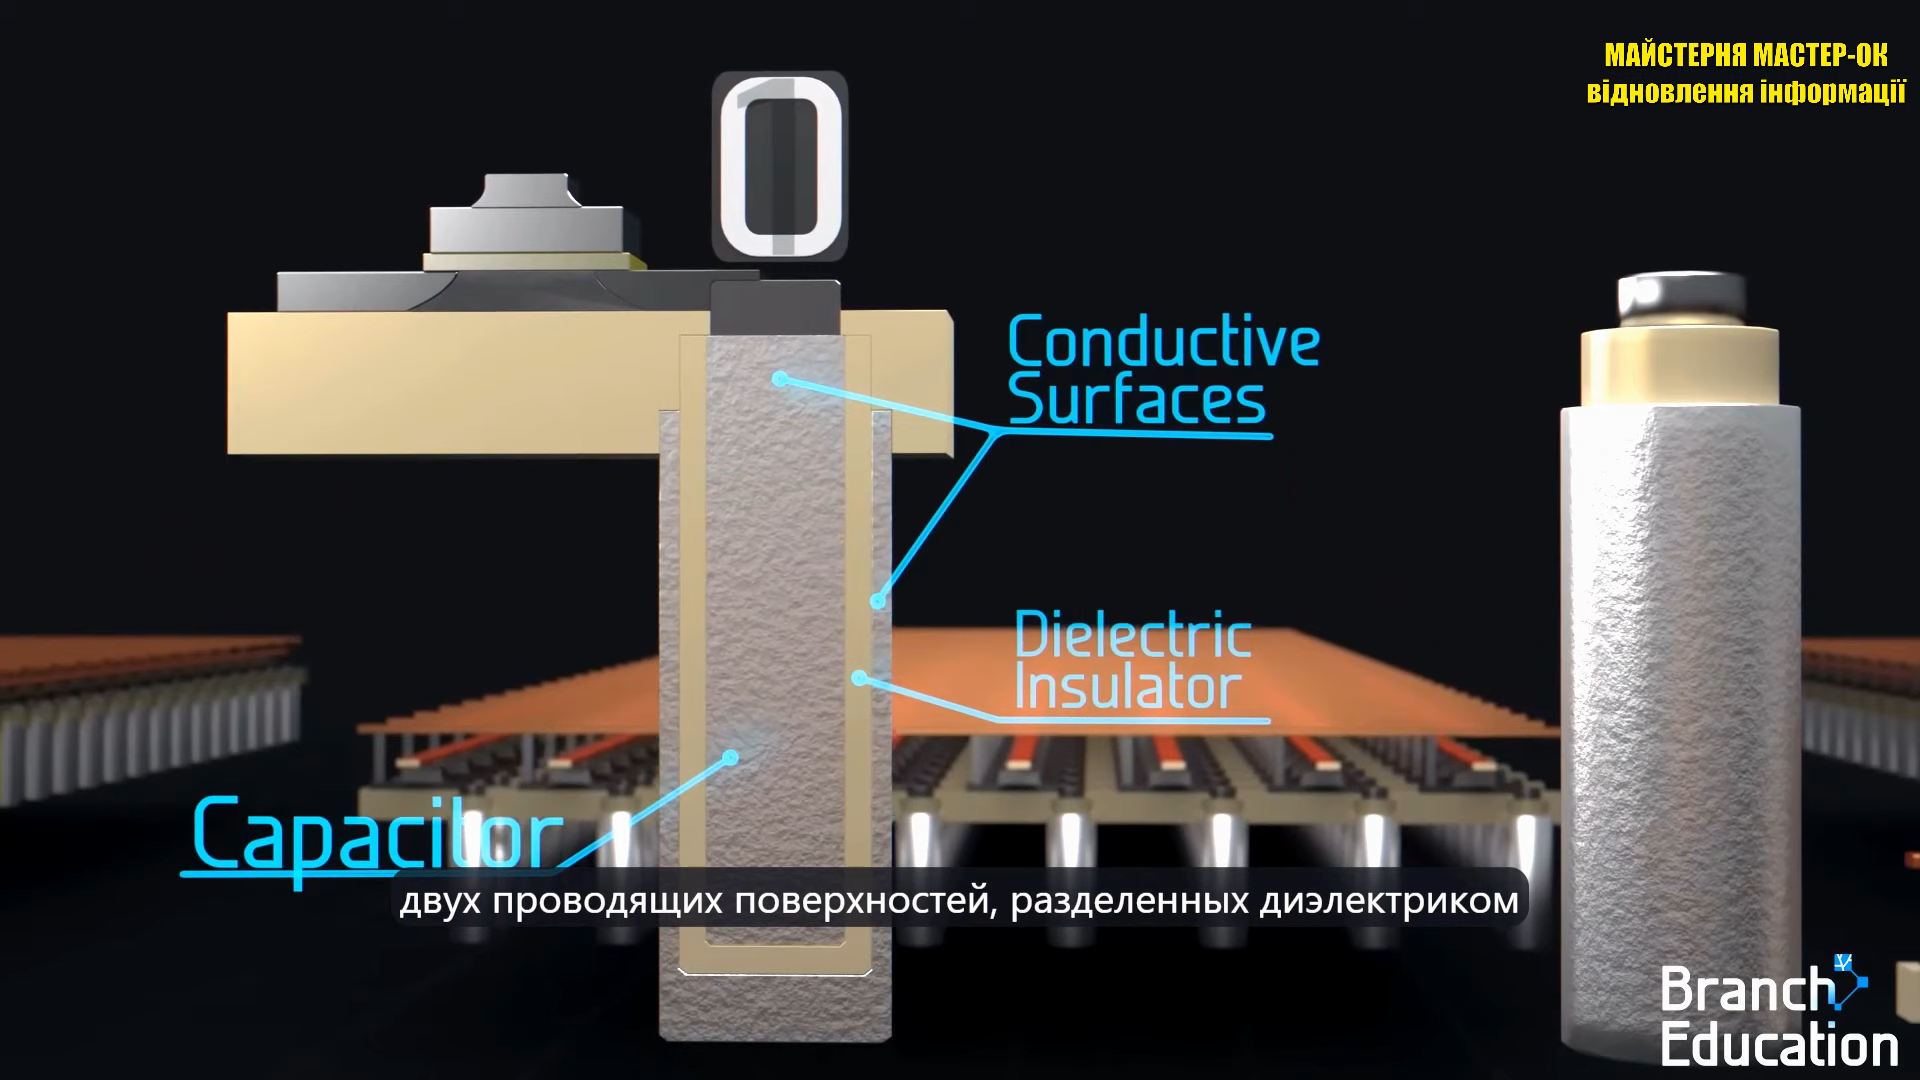 МАЙСТЕРНЯ МАСТЕР-ОК
відновлення інформації
0
Conductive
Surfaces
Dielectric
Insulator
Capacitor
двух проводящих поверхностей, разделенных диэлектриком
Branch
Education